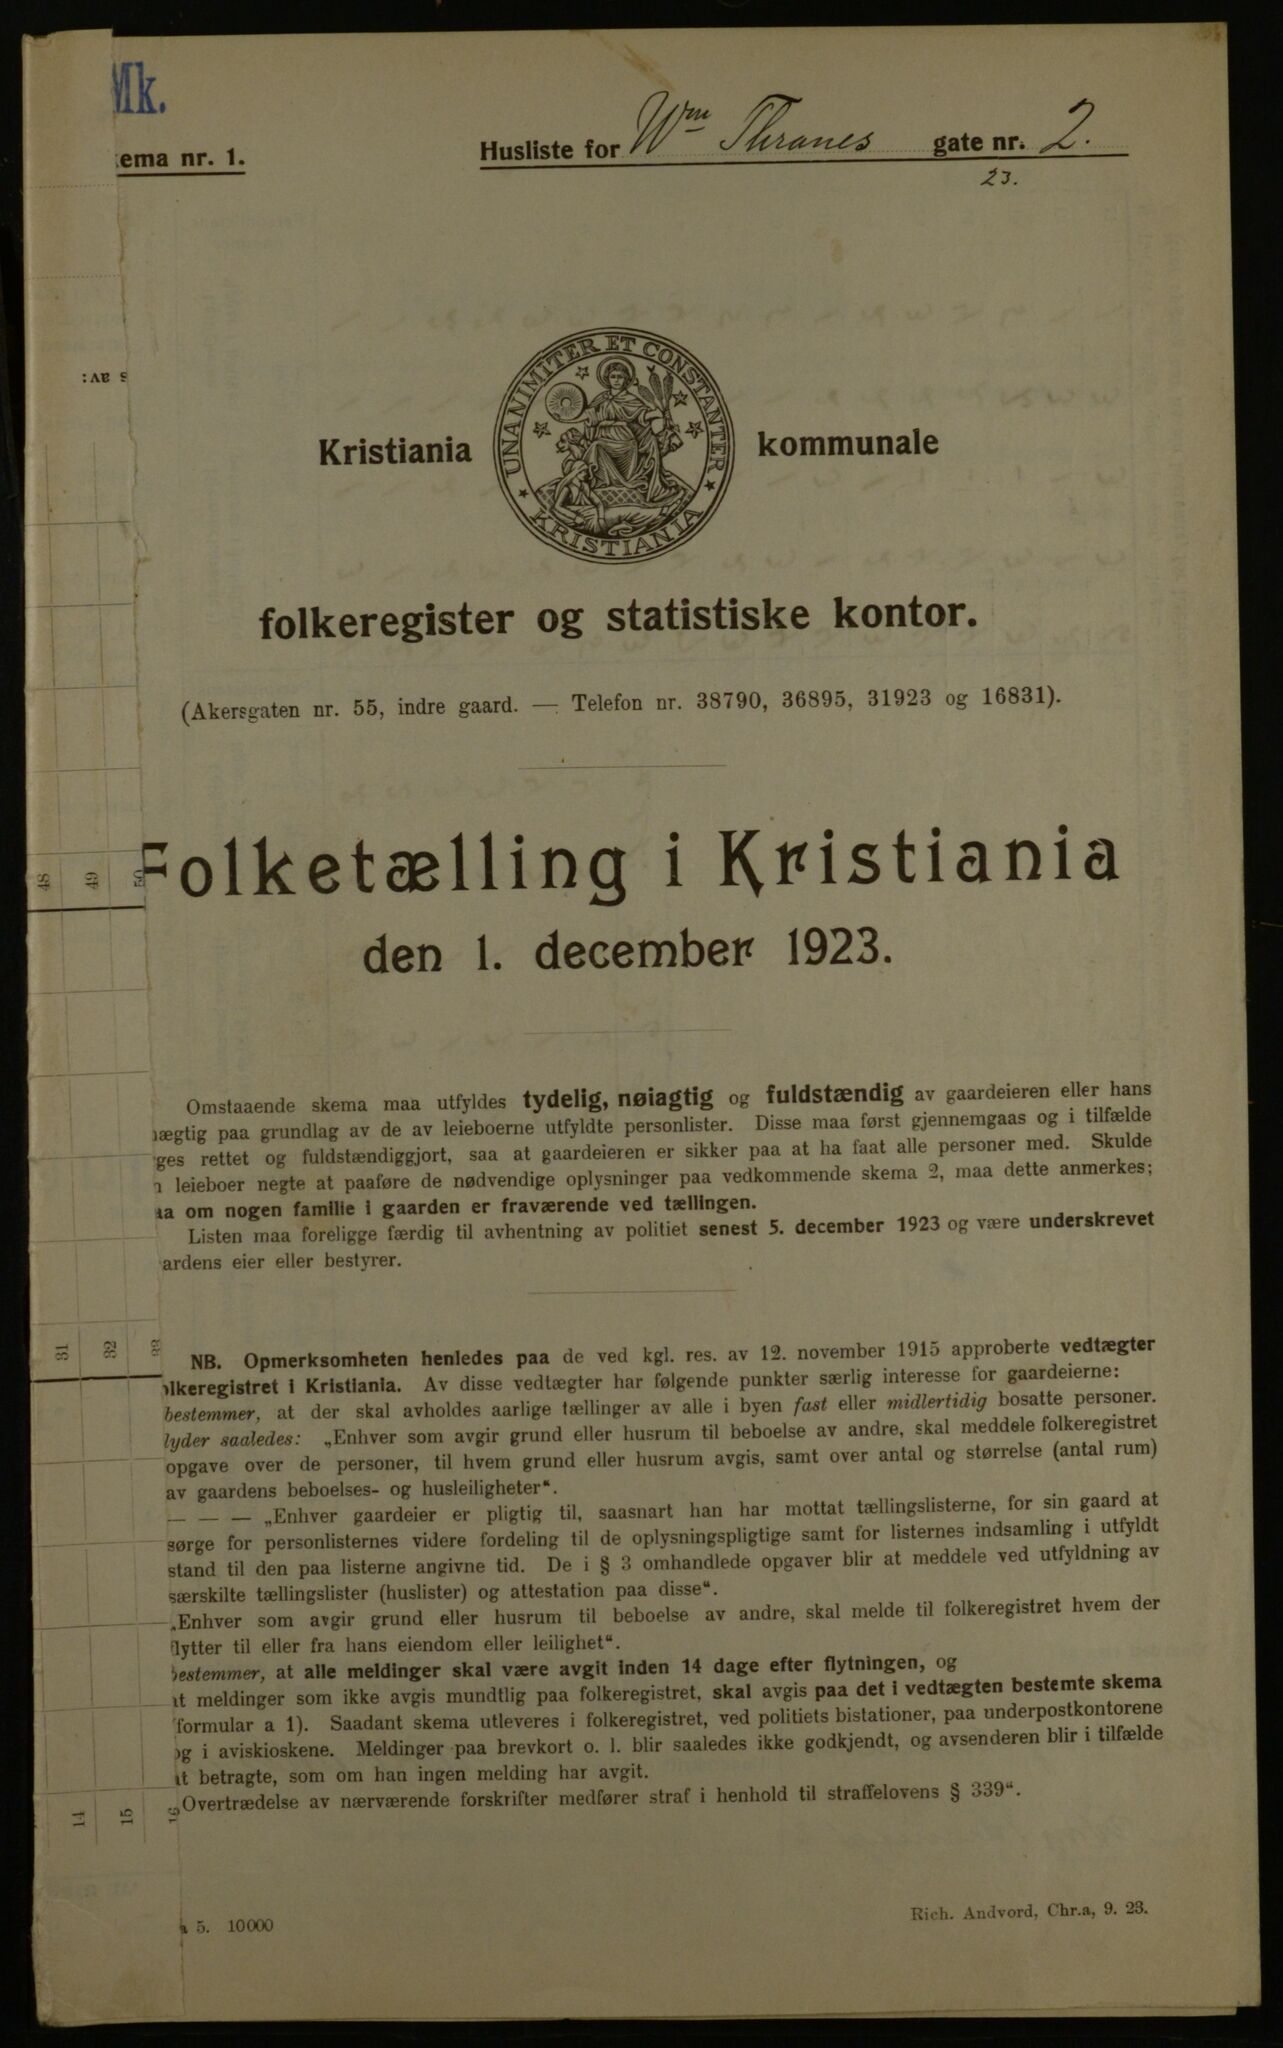 Mk.
kema nr. 1.
Husliste for Wm Thranes gate nr. 2.
23.
s av:
UNANIMITER ET CONSTANTER
KRISTIANIA
Kristiania kommunale
folkeregister og statistiske kontor.
(Akersgaten nr. 55, indre gaard. — Telefon nr. 38790, 36895, 31923 og 16831).
Folketælling i Kristiania
den 1. december 1923.
48 49 50
Omstaaende skema maa utfyldes tydelig, nøiagtig og fuldstændig av gaardeieren eller hans
nægtig paa grundlag av de av leieboerne utfyldte personlister. Disse maa først gjennemgaas og i tilfælde
rges rettet og fuldstændiggjort, saa at gaardeieren er sikker paa at ha faat alle personer med. Skulde
n leieboer negte at paaføre de nødvendige oplysninger paa vedkommende skema 2, maa dette anmerkes;
aa om nogen familie i gaarden er fraværende ved tællingen.
Listen maa foreligge færdig til avhentning av politiet senest 5. december 1923 og være underskrevet
ardens eier eller bestyrer.
31 32 33
NB. Opmerksomheten henledes paa de ved kgl. res. av 12. november 1915 approberte vedtægter
olkeregistret i Kristiania. Av disse vedtægter har følgende punkter særlig interesse for gaardeierne:
bestemmer, at der skal avholdes aarlige tællinger av alle i byen fast eller midlertidig bosatte personer.
lyder saaledes: „Enhver som avgir grund eller husrum til beboelse av andre, skal meddele folkeregistret
opgave over de personer, til hvem grund eller husrum avgis, samt over antal og størrelse (antal rum)
av gaardens beboelses- og husleiligheter“.
— — — „Enhver gaardeier er pligtig til, saasnart han har mottat tællingslisterne, for sin gaard at
sørge for personlisternes videre fordeling til de oplysningspligtige samt for listernes indsamling i utfyldt
stand til den paa listerne angivne tid. De i § 3 omhandlede opgaver blir at meddele ved utfyldning av
særskilte tællingslister (huslister) og attestation paa disse“.
„Enhver som avgir grund eller husrum til beboelse av andre, skal melde til folkeregistret hvem der
flytter til eller fra hans eiendom eller leilighet“.
bestemmer, at alle meldinger skal være avgit inden 14 dage efter flytningen, og
at meldinger som ikke avgis mundtlig paa folkeregistret, skal avgis paa det i vedtægten bestemte skema
(formular a 1). Saadant skema utleveres i folkeregistret, ved politiets bistationer, paa underpostkontorene
og i aviskioskene. Meldinger paa brevkort o. l. blir saaledes ikke godkjendt, og avsenderen blir i tilfælde
at betragte, som om han ingen melding har avgit.
Overtrædelse av nærværende forskrifter medfører straf i henhold til straffelovens § 339“.
14 15 16
a 5. 10000
Rich. Andvord, Chr.a, 9. 23.